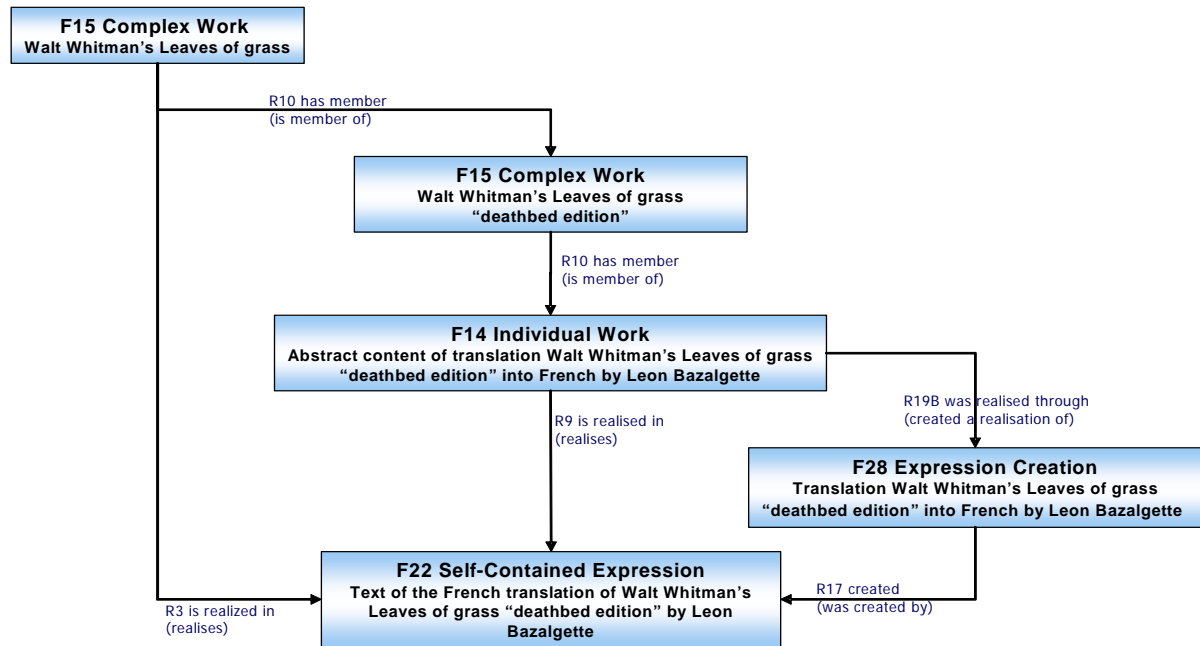 F15 Complex Work
Walt Whitman’s Leaves of grass
R10 has member
(is member of)
F15 Complex Work
Walt Whitman’s Leaves of grass
“deathbed edition”
R10 has member
(is member of)
F14 Individual Work
Abstract content of translation Walt Whitman’s Leaves of grass
“deathbed edition” into French by Leon Bazalgette
R19B was realised through
(created a realisation of)
R9 is realised in
(realises)
F28 Expression Creation
Translation Walt Whitman’s Leaves of grass
“deathbed edition” into French by Leon Bazalgette
F22 Self-Contained Expression
Text of the French translation of Walt Whitman’s
Leaves of grass “deathbed edition” by Leon
Bazalgette
R17 created
(was created by)
R3 is realized in
(realises)